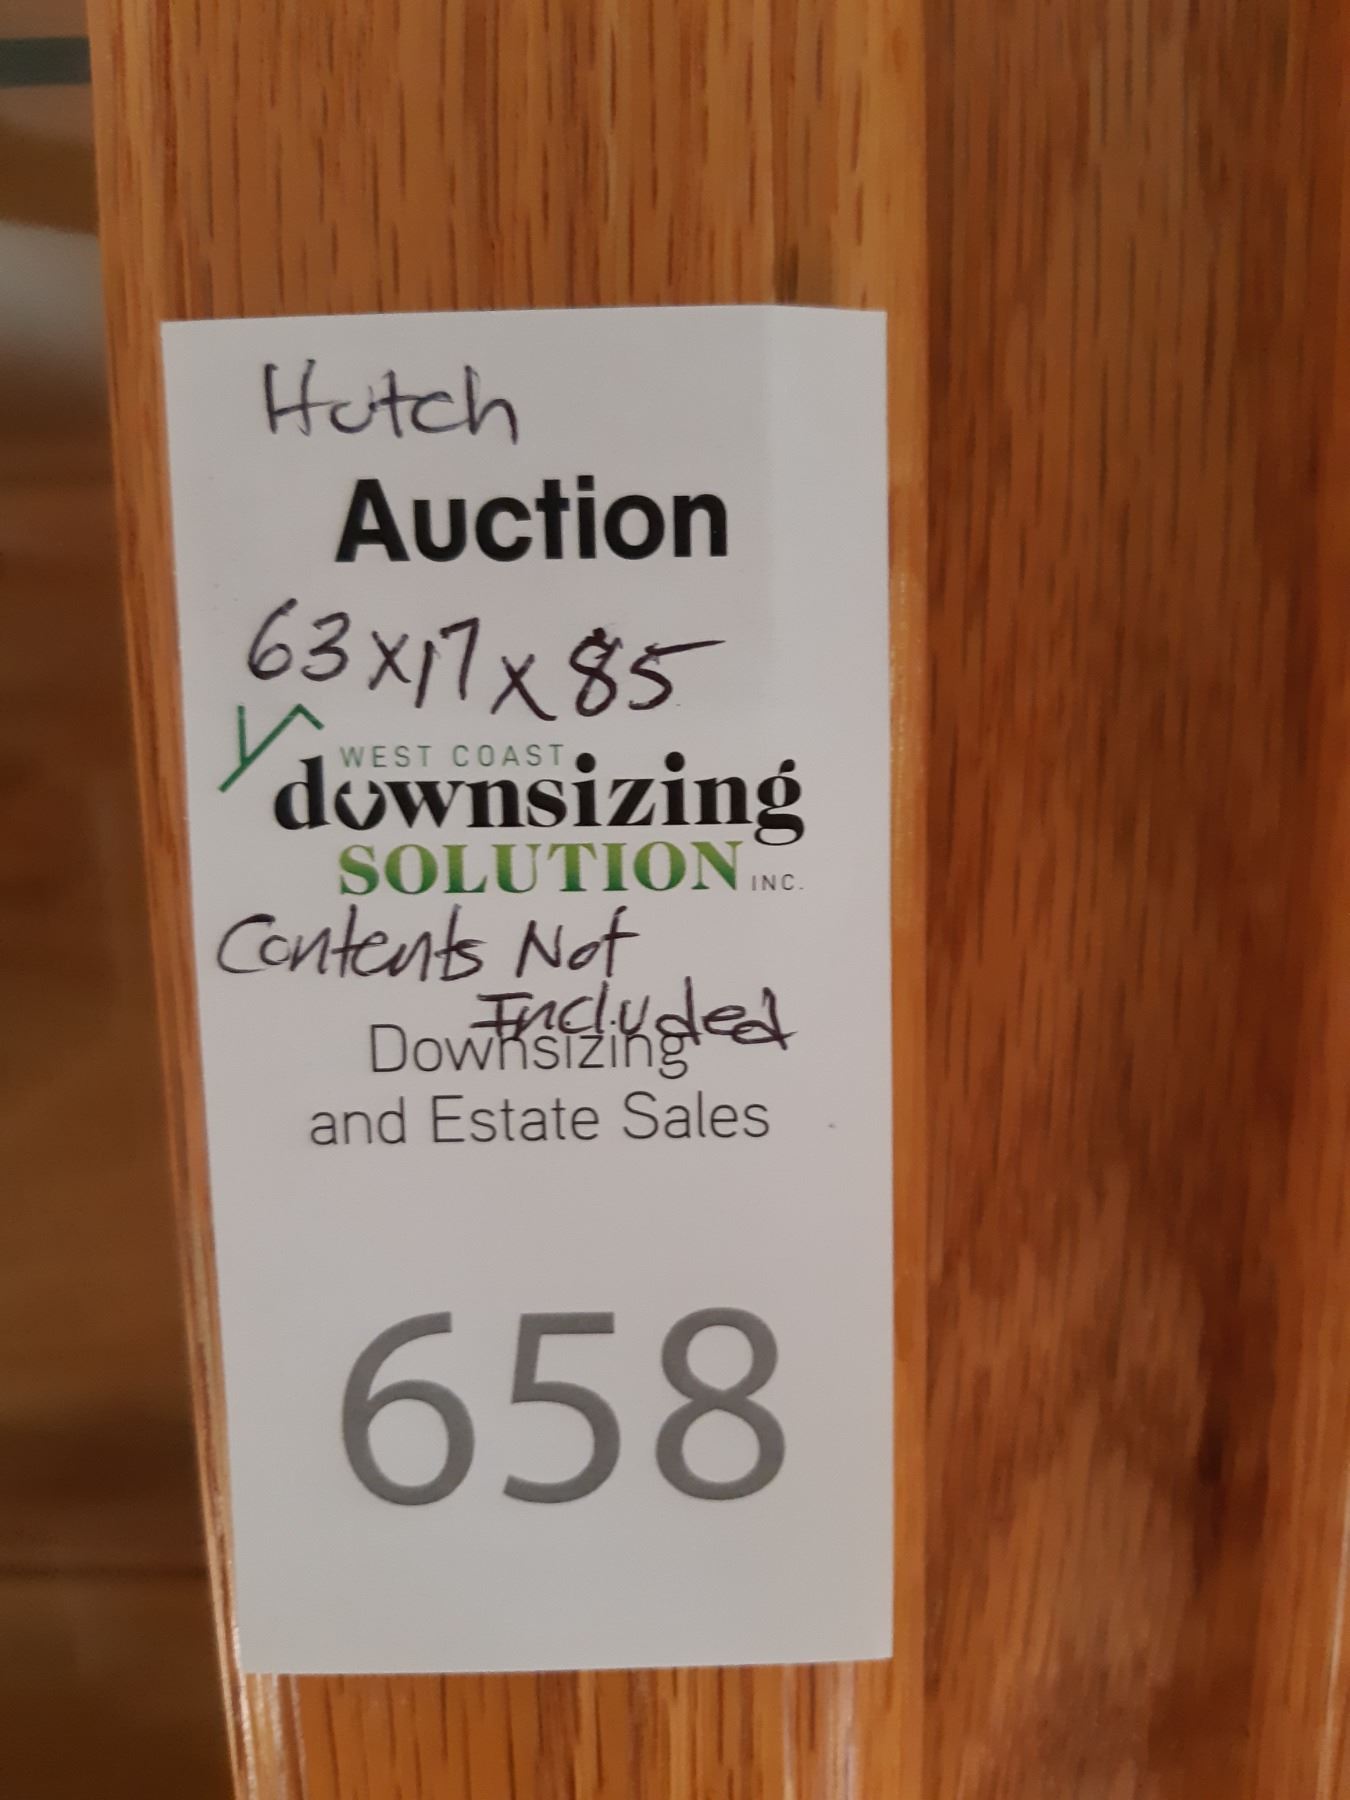 Hutch
Auction
63x17x85
WEST COAST
downsizing
SOLUTION INC.
Contents Not
Included
Downsizing
and Estate Sales
658